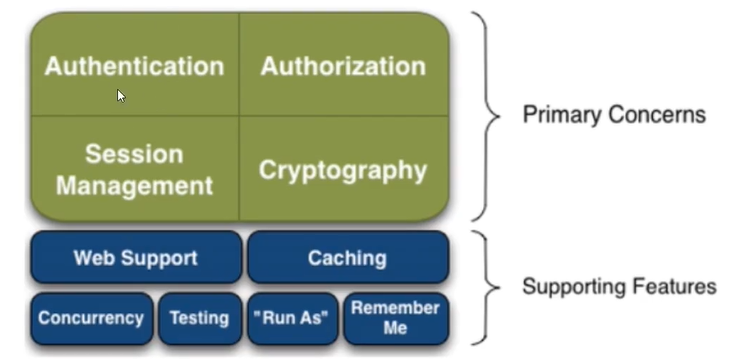 Authentication
Authorization
Session
Management
Cryptography
Primary Concerns
Web Support
Caching
Concurrency
Testing
"Run As"
Remember
Me
Supporting Features